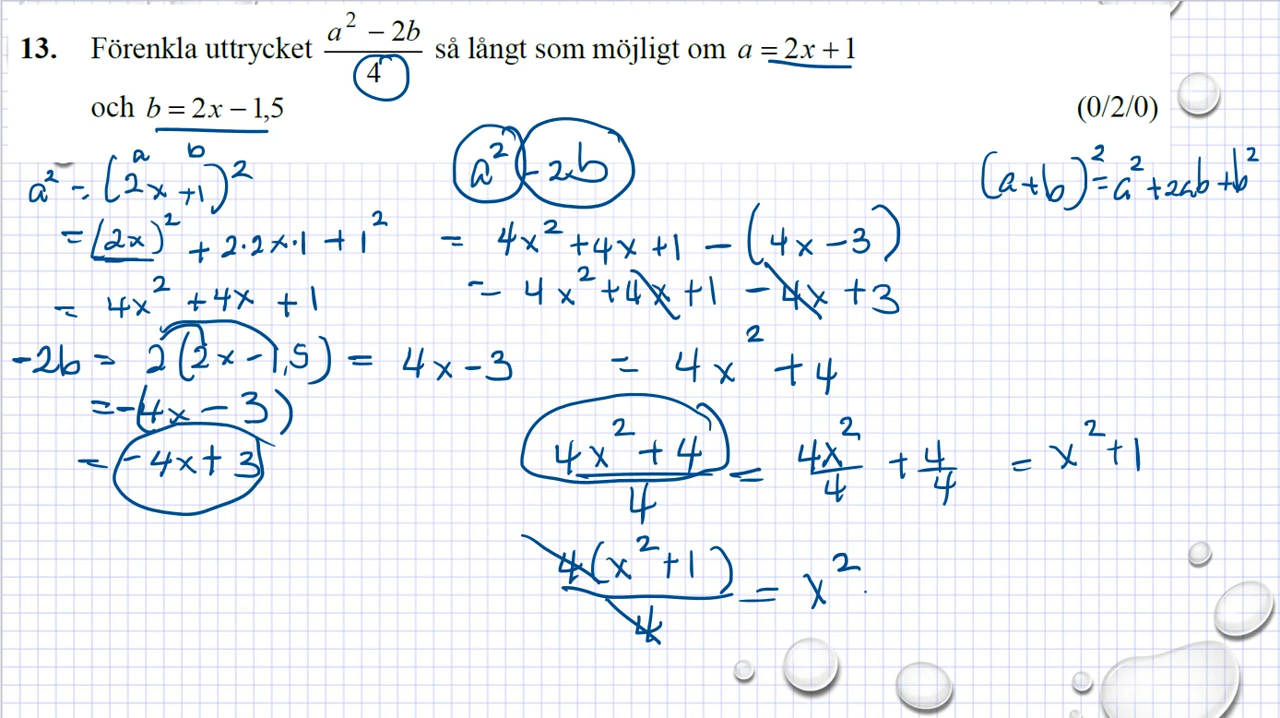 13. Förenkla uttrycket (a² − 2b)/4 så långt som möjligt om a = 2x + 1
och b = 2x − 1,5 (0/2/0)
a b
a² = (2x + 1)²
= (2x)² + 2·2x·1 + 1²
= 4x² + 4x + 1
-2b = 2(2x − 1,5) = 4x − 3
= -(4x − 3)
= -4x + 3
a² - 2b
= 4x² + 4x + 1 − (4x − 3)
= 4x² + 4x + 1 − 4x + 3
= 4x² + 4
(4x² + 4)/4 = 4x²/4 + 4/4 = x² + 1
4(x² + 1)/4 = x²
(a+b)² = a² + 2ab + b²